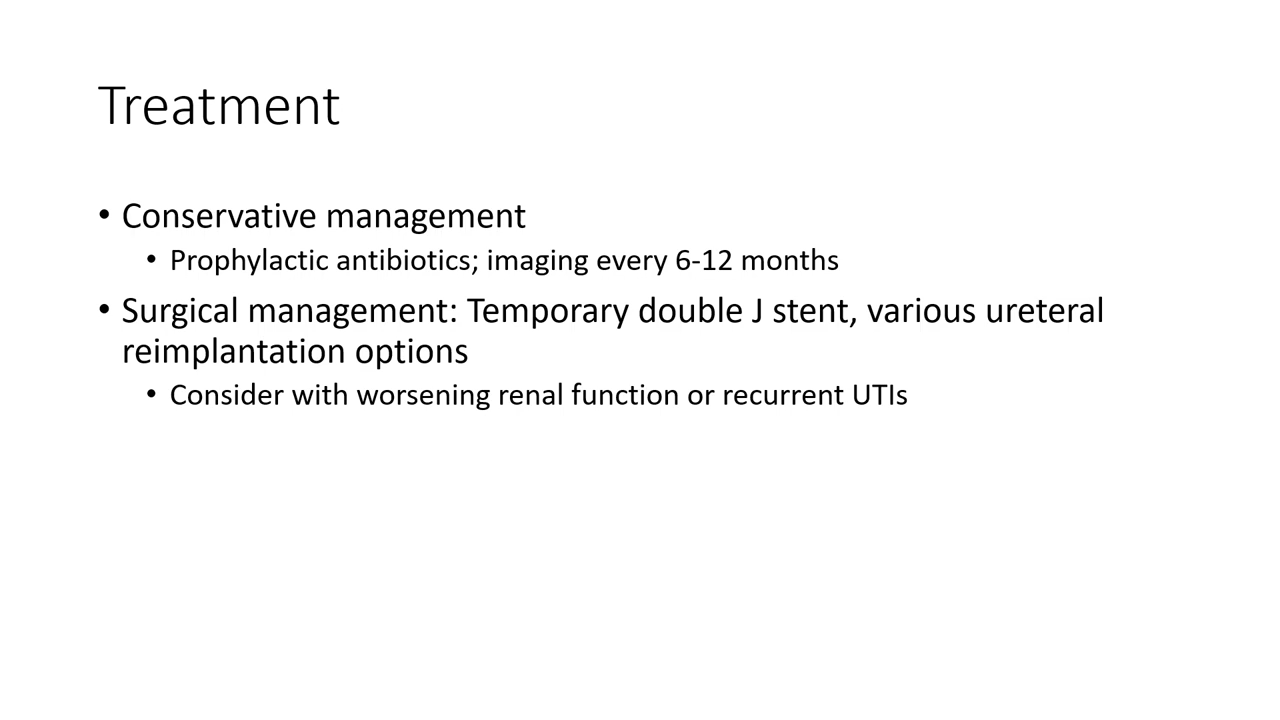 Treatment
• Conservative management
• Prophylactic antibiotics; imaging every 6-12 months
• Surgical management: Temporary double J stent, various ureteral
reimplantation options
• Consider with worsening renal function or recurrent UTIs